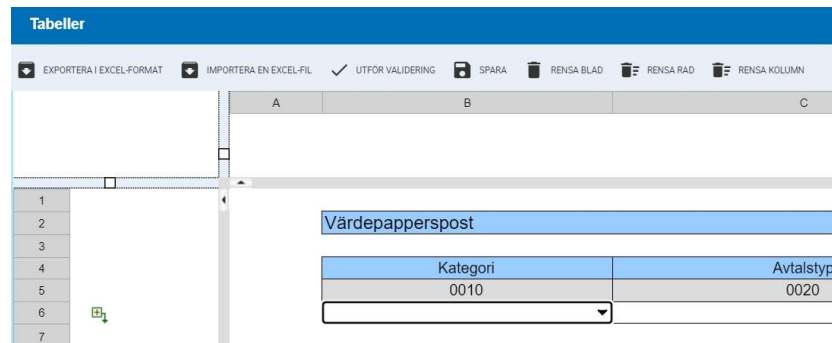 Tabeller
EXPORTERA I EXCEL-FORMAT IMPORTERA EN EXCEL-FIL UTFÖR VALIDERING SPARA RENSA BLAD RENSA RAD RENSA KOLUMN
A B C
1
2 Värdepapperspost
3
4 Kategori Avtalstyp
5 0010 0020
6
7